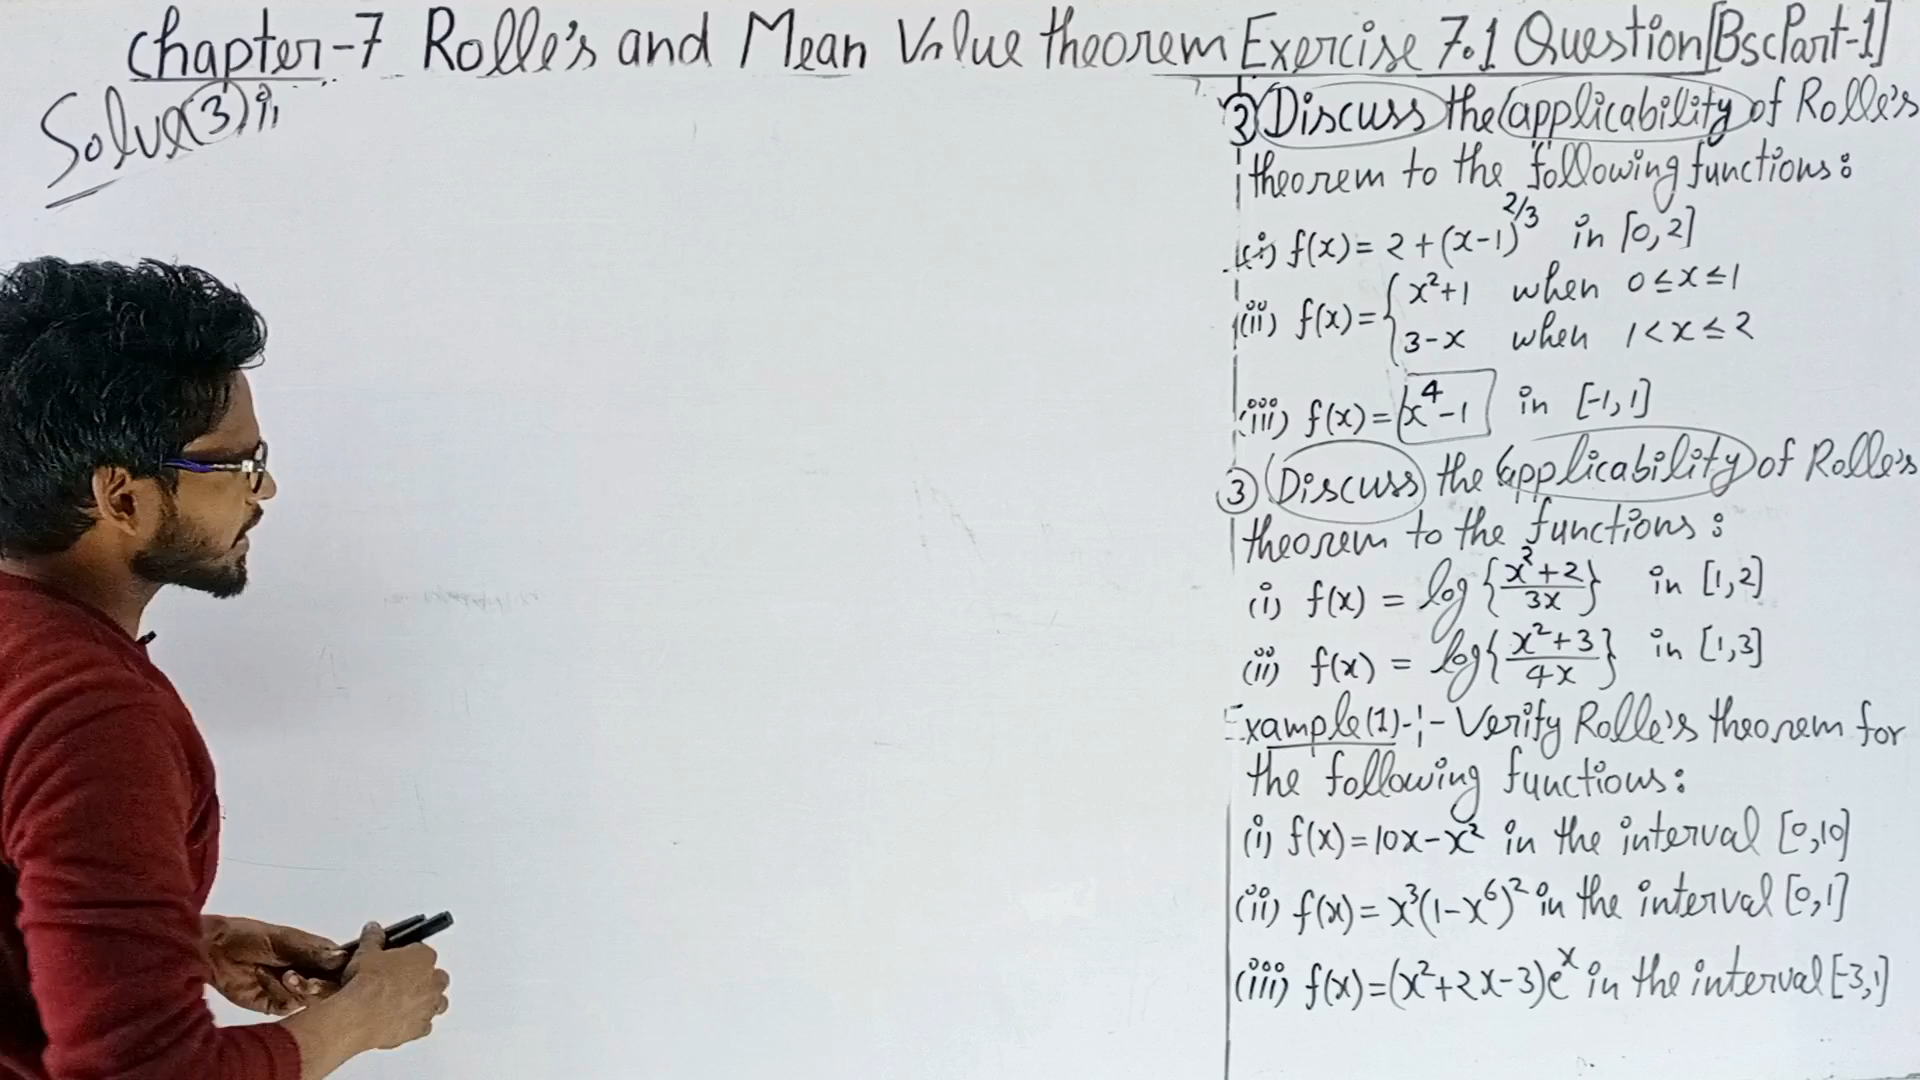 Chapter-7 Rolle's and Mean Value theorem Exercise 7.1 Question[BscPart-1]
Solve(3)i,
2 Discuss the applicability of Rolle's
theorem to the following functions:
(i) f(x) = 2+(x-1)^2/3 in [0,2]
(ii) f(x) = { x²+1 when 0≤x≤1
3-x when 1<x≤2
(iii) f(x) = x⁴-1 in [-1,1]
3 Discuss the applicability of Rolle's
theorem to the functions:
(i) f(x) = log{(x²+2)/3x} in [1,2]
(ii) f(x) = log{(x²+3)/4x} in [1,3]
Example(1)-:- Verify Rolle's theorem for
the following functions:
(i) f(x)=10x-x² in the interval [0,10]
(ii) f(x)=x³(1-x⁶)² in the interval [0,1]
(iii) f(x)=(x²+2x-3)eˣ in the interval [-3,1]